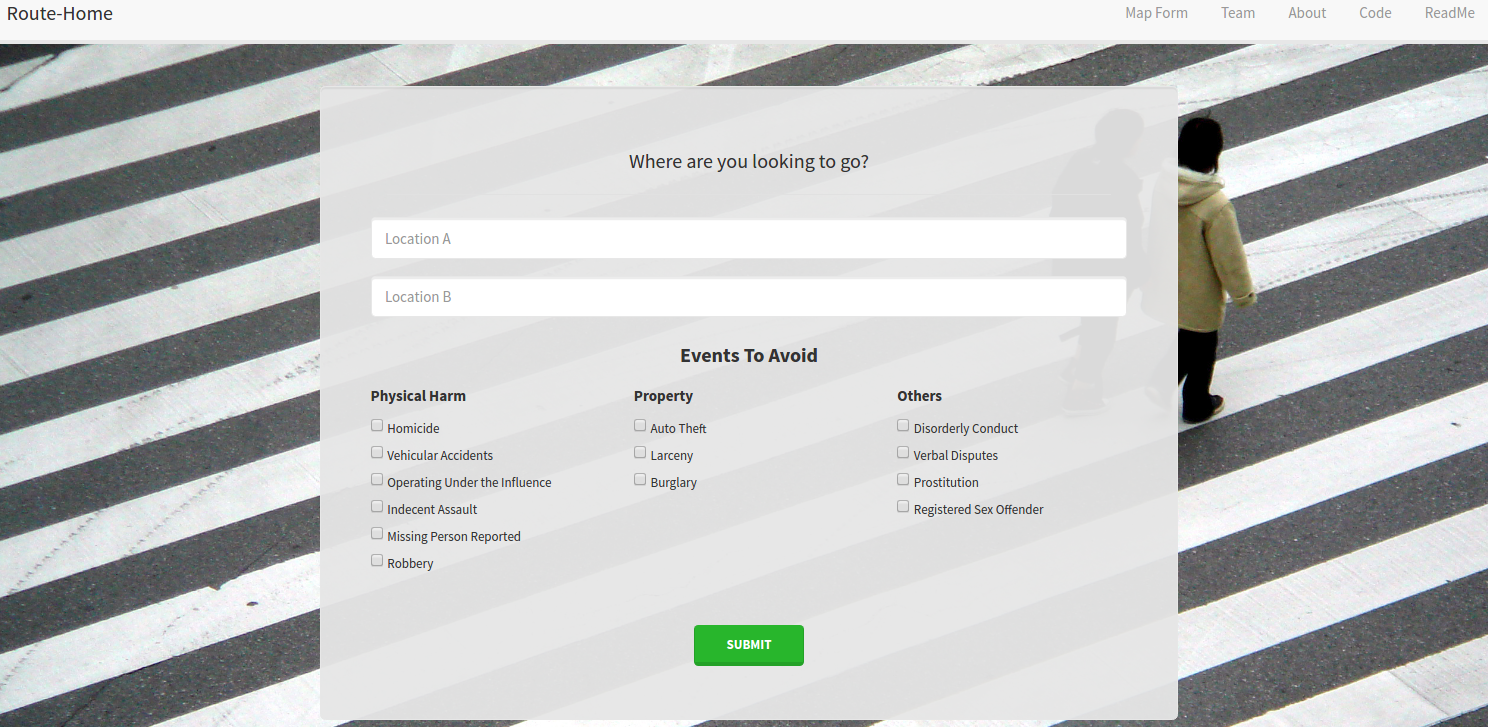 Route-Home
Map Form Team About Code ReadMe
Where are you looking to go?
Location A
Location B
Events To Avoid
Physical Harm
Homicide
Vehicular Accidents
Operating Under the Influence
Indecent Assault
Missing Person Reported
Robbery
Property
Auto Theft
Larceny
Burglary
Others
Disorderly Conduct
Verbal Disputes
Prostitution
Registered Sex Offender
SUBMIT